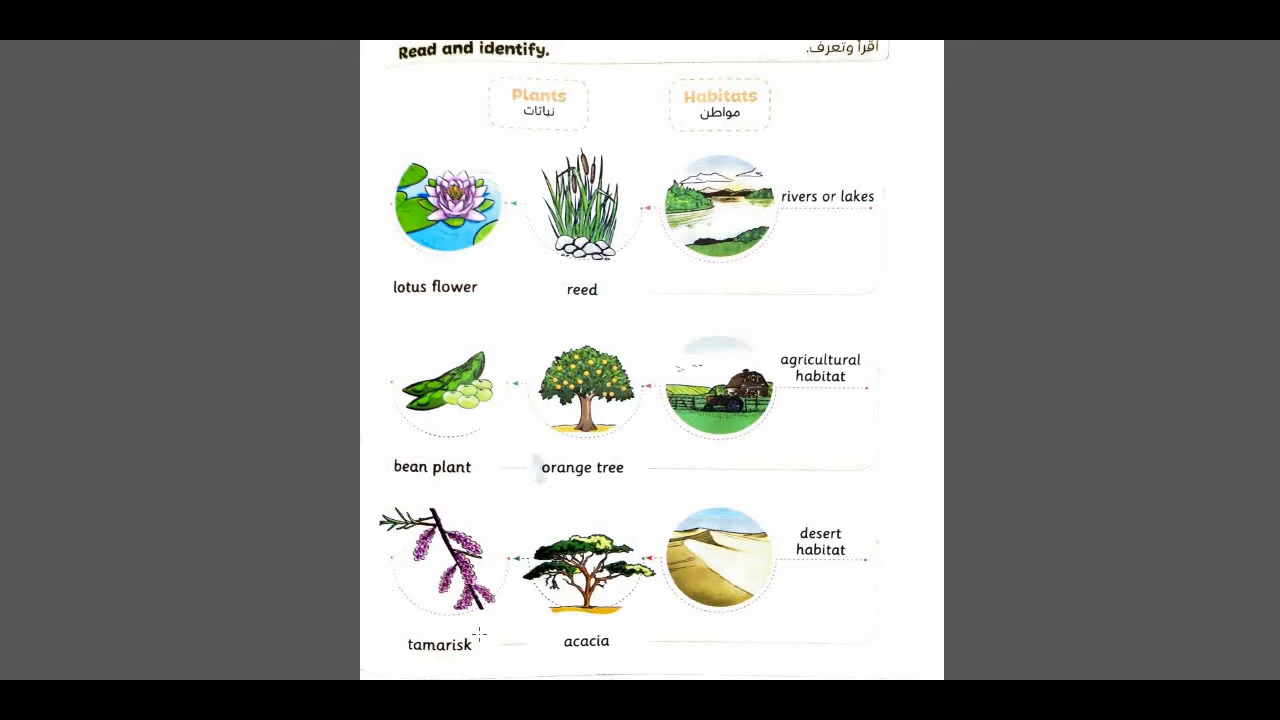 Read and identify.
اقرأ وتعرف.
Plants
نباتات
Habitats
مواطن
rivers or lakes
lotus flower
reed
agricultural
habitat
bean plant
orange tree
desert
habitat
tamarisk
acacia